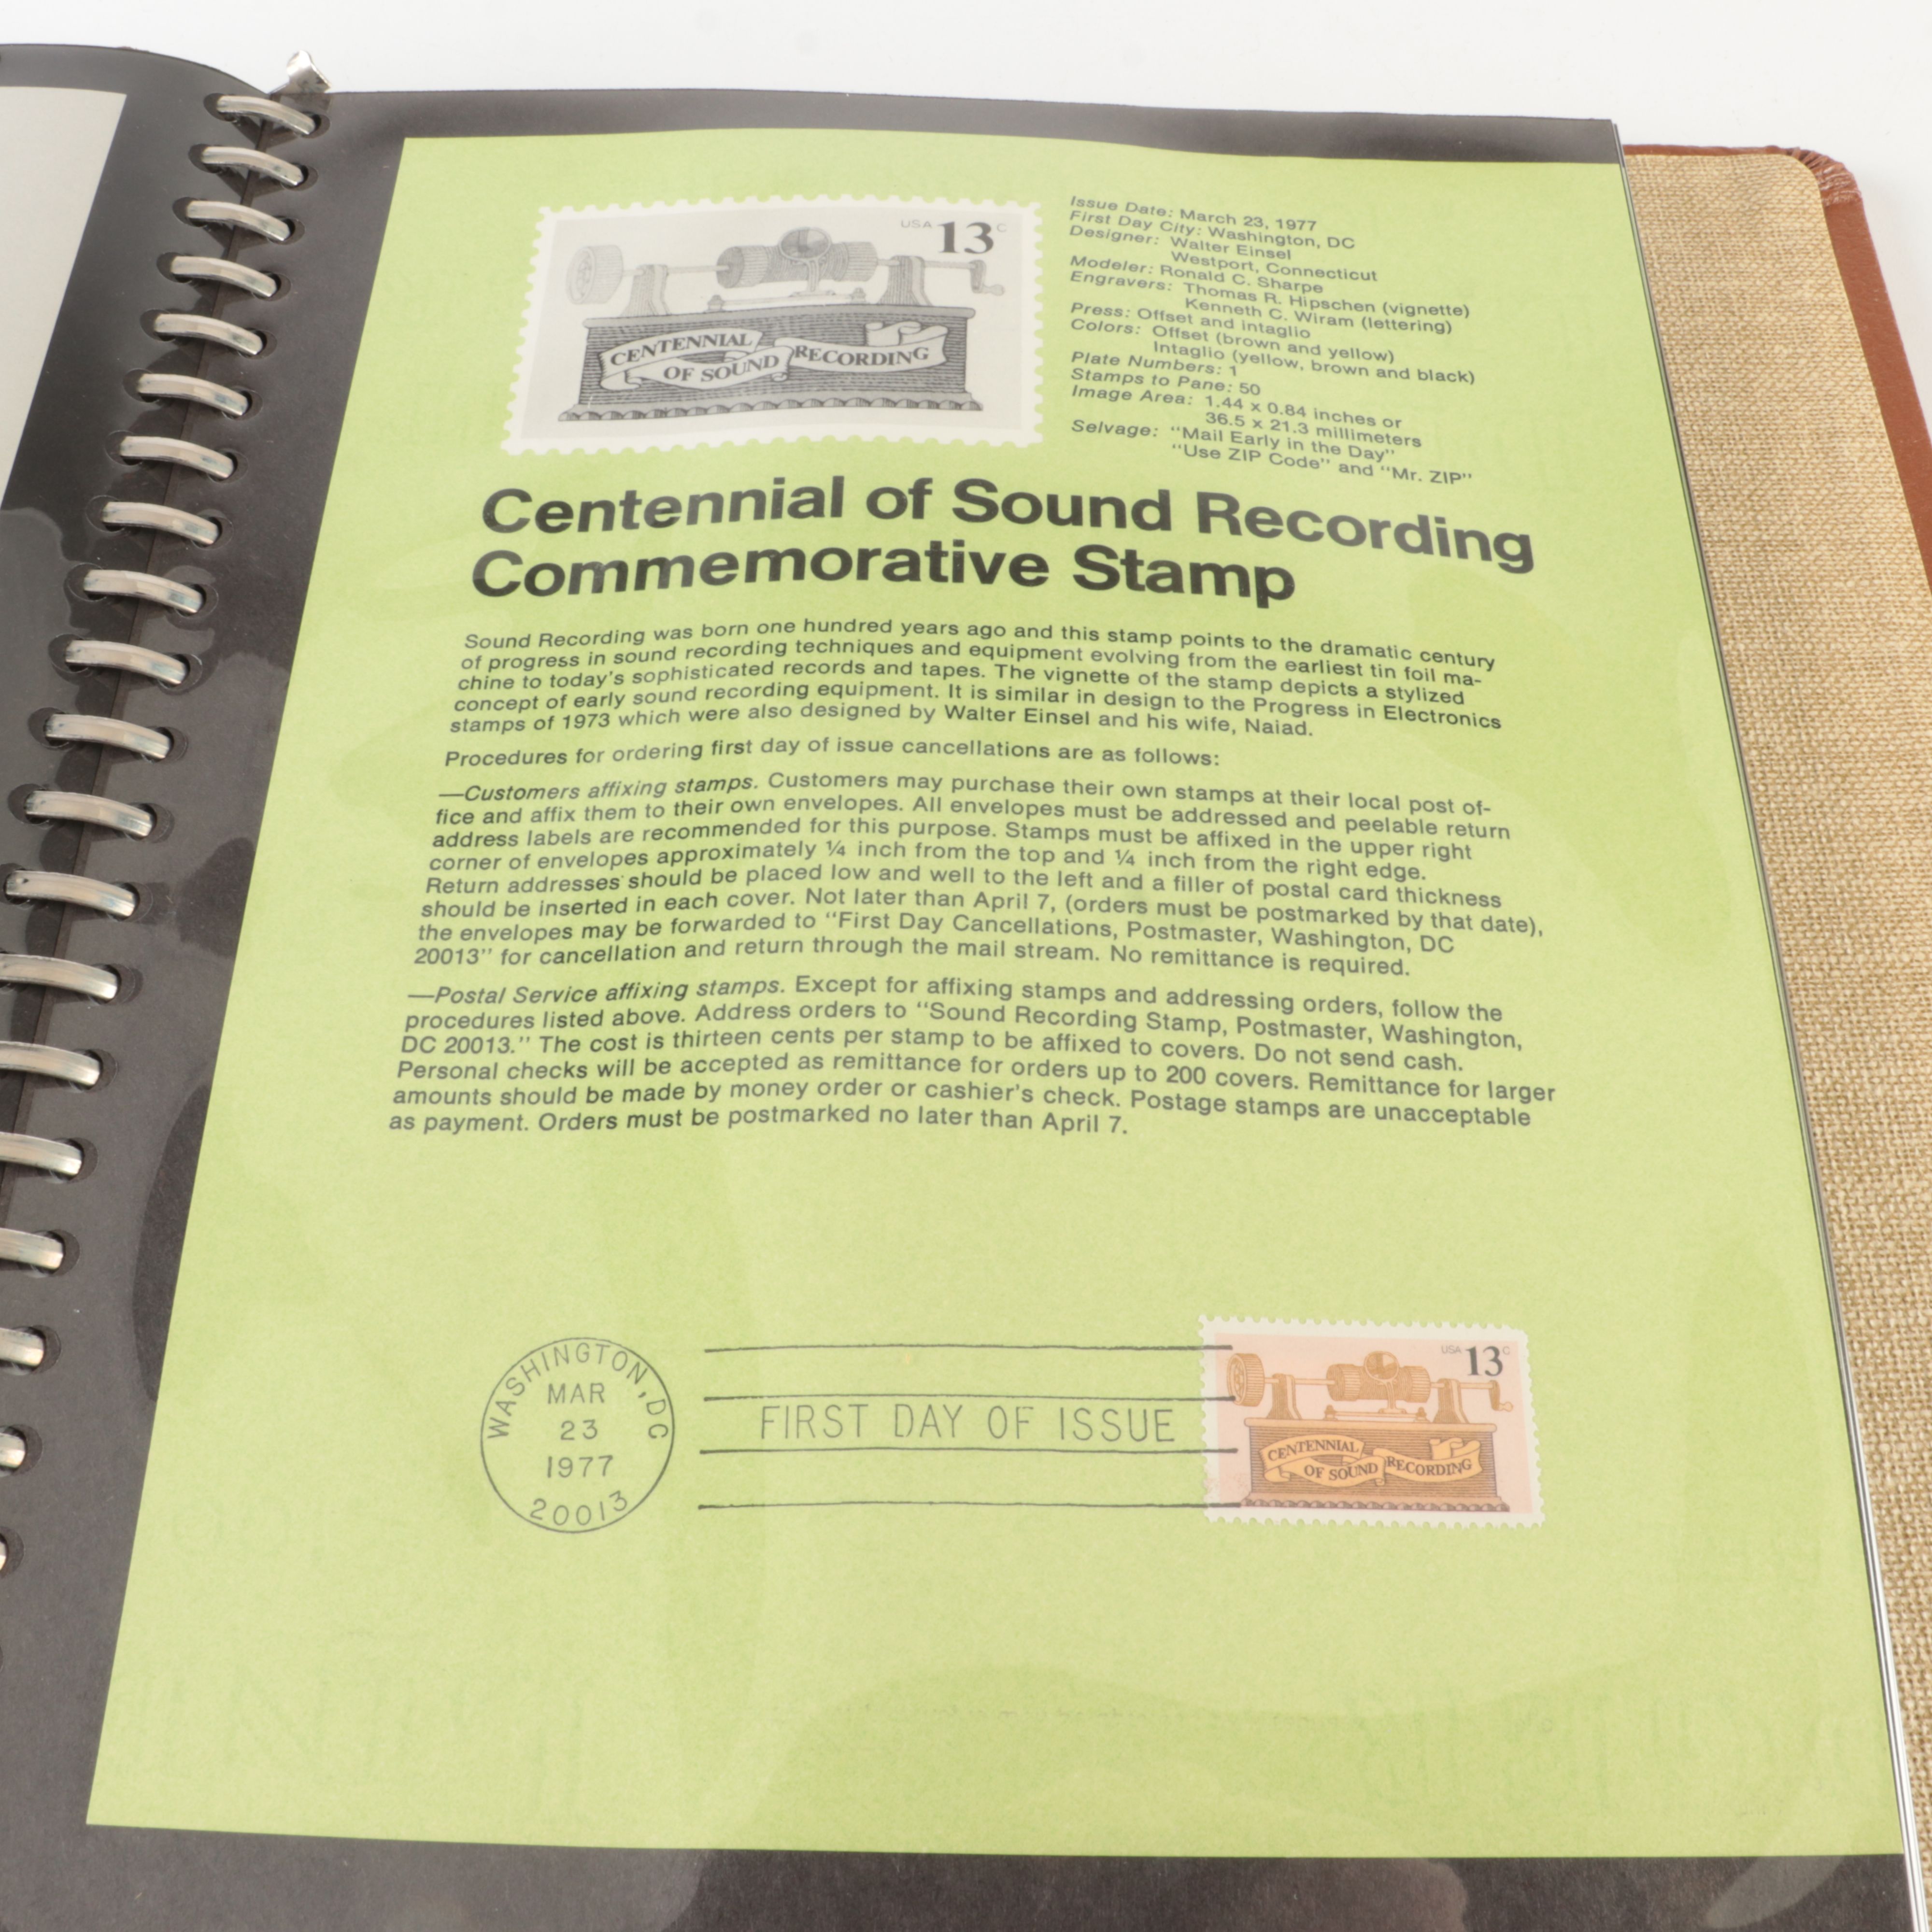 USA 13c
CENTENNIAL
OF SOUND RECORDING
Issue Date: March 23, 1977
First Day City: Washington, DC
Designer: Walter Einsel
Westport, Connecticut
Modeler: Ronald C. Sharpe
Engravers: Thomas R. Hipschen (vignette)
Kenneth C. Wiram (lettering)
Press: Offset and intaglio
Colors: Offset (brown and yellow)
Intaglio (yellow, brown and black)
Plate Numbers: 1
Stamps to Pane: 50
Image Area: 1.44 x 0.84 inches or
36.5 x 21.3 millimeters
Selvage: "Mail Early in the Day"
"Use ZIP Code" and "Mr. ZIP"
Centennial of Sound Recording
Commemorative Stamp
Sound Recording was born one hundred years ago and this stamp points to the dramatic century
of progress in sound recording techniques and equipment evolving from the earliest tin foil ma-
chine to today's sophisticated records and tapes. The vignette of the stamp depicts a stylized
concept of early sound recording equipment. It is similar in design to the Progress in Electronics
stamps of 1973 which were also designed by Walter Einsel and his wife, Naiad.
Procedures for ordering first day of issue cancellations are as follows:
—Customers affixing stamps. Customers may purchase their own stamps at their local post of-
fice and affix them to their own envelopes. All envelopes must be addressed and peelable return
address labels are recommended for this purpose. Stamps must be affixed in the upper right
corner of envelopes approximately ¼ inch from the top and ¼ inch from the right edge.
Return addresses should be placed low and well to the left and a filler of postal card thickness
should be inserted in each cover. Not later than April 7, (orders must be postmarked by that date),
the envelopes may be forwarded to "First Day Cancellations, Postmaster, Washington, DC
20013" for cancellation and return through the mail stream. No remittance is required.
—Postal Service affixing stamps. Except for affixing stamps and addressing orders, follow the
procedures listed above. Address orders to "Sound Recording Stamp, Postmaster, Washington,
DC 20013." The cost is thirteen cents per stamp to be affixed to covers. Do not send cash.
Personal checks will be accepted as remittance for orders up to 200 covers. Remittance for larger
amounts should be made by money order or cashier's check. Postage stamps are unacceptable
as payment. Orders must be postmarked no later than April 7.
WASHINGTON, DC
MAR
23
1977
20013
FIRST DAY OF ISSUE
USA 13c
CENTENNIAL
OF SOUND RECORDING